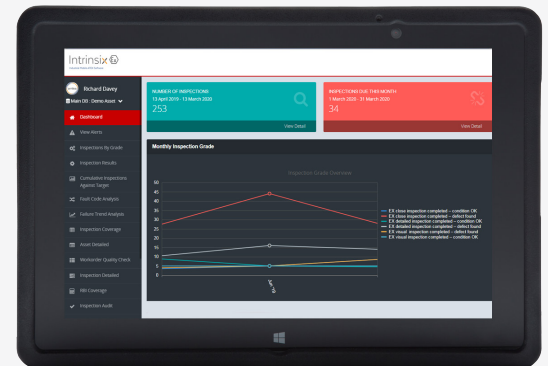 Intrinsix
Richard Davey
Main DB : Demo Asset
Dashboard
View Alerts
Inspections By Grade
Inspection Results
Cumulative Inspections
Against Target
Fault Code Analysis
Failure Trend Analysis
Inspection Coverage
Asset Detailed
Workorder Quality Check
Inspection Detailed
RBI Coverage
Inspection Audit
NUMBER OF INSPECTIONS
13 April 2019 - 13 March 2020
253
View Detail
INSPECTIONS DUE THIS MONTH
1 March 2020 - 31 March 2020
34
View Detail
Monthly Inspection Grade
Inspection Grade Overview
50
45
40
35
30
25
20
15
10
5
0
Jun-19
EX close inspection completed – condition OK
EX close inspection completed – defect found
EX detailed inspection completed – condition OK
EX detailed inspection completed – defect found
EX visual inspection completed – defect found
EX visual inspection completed – condition OK